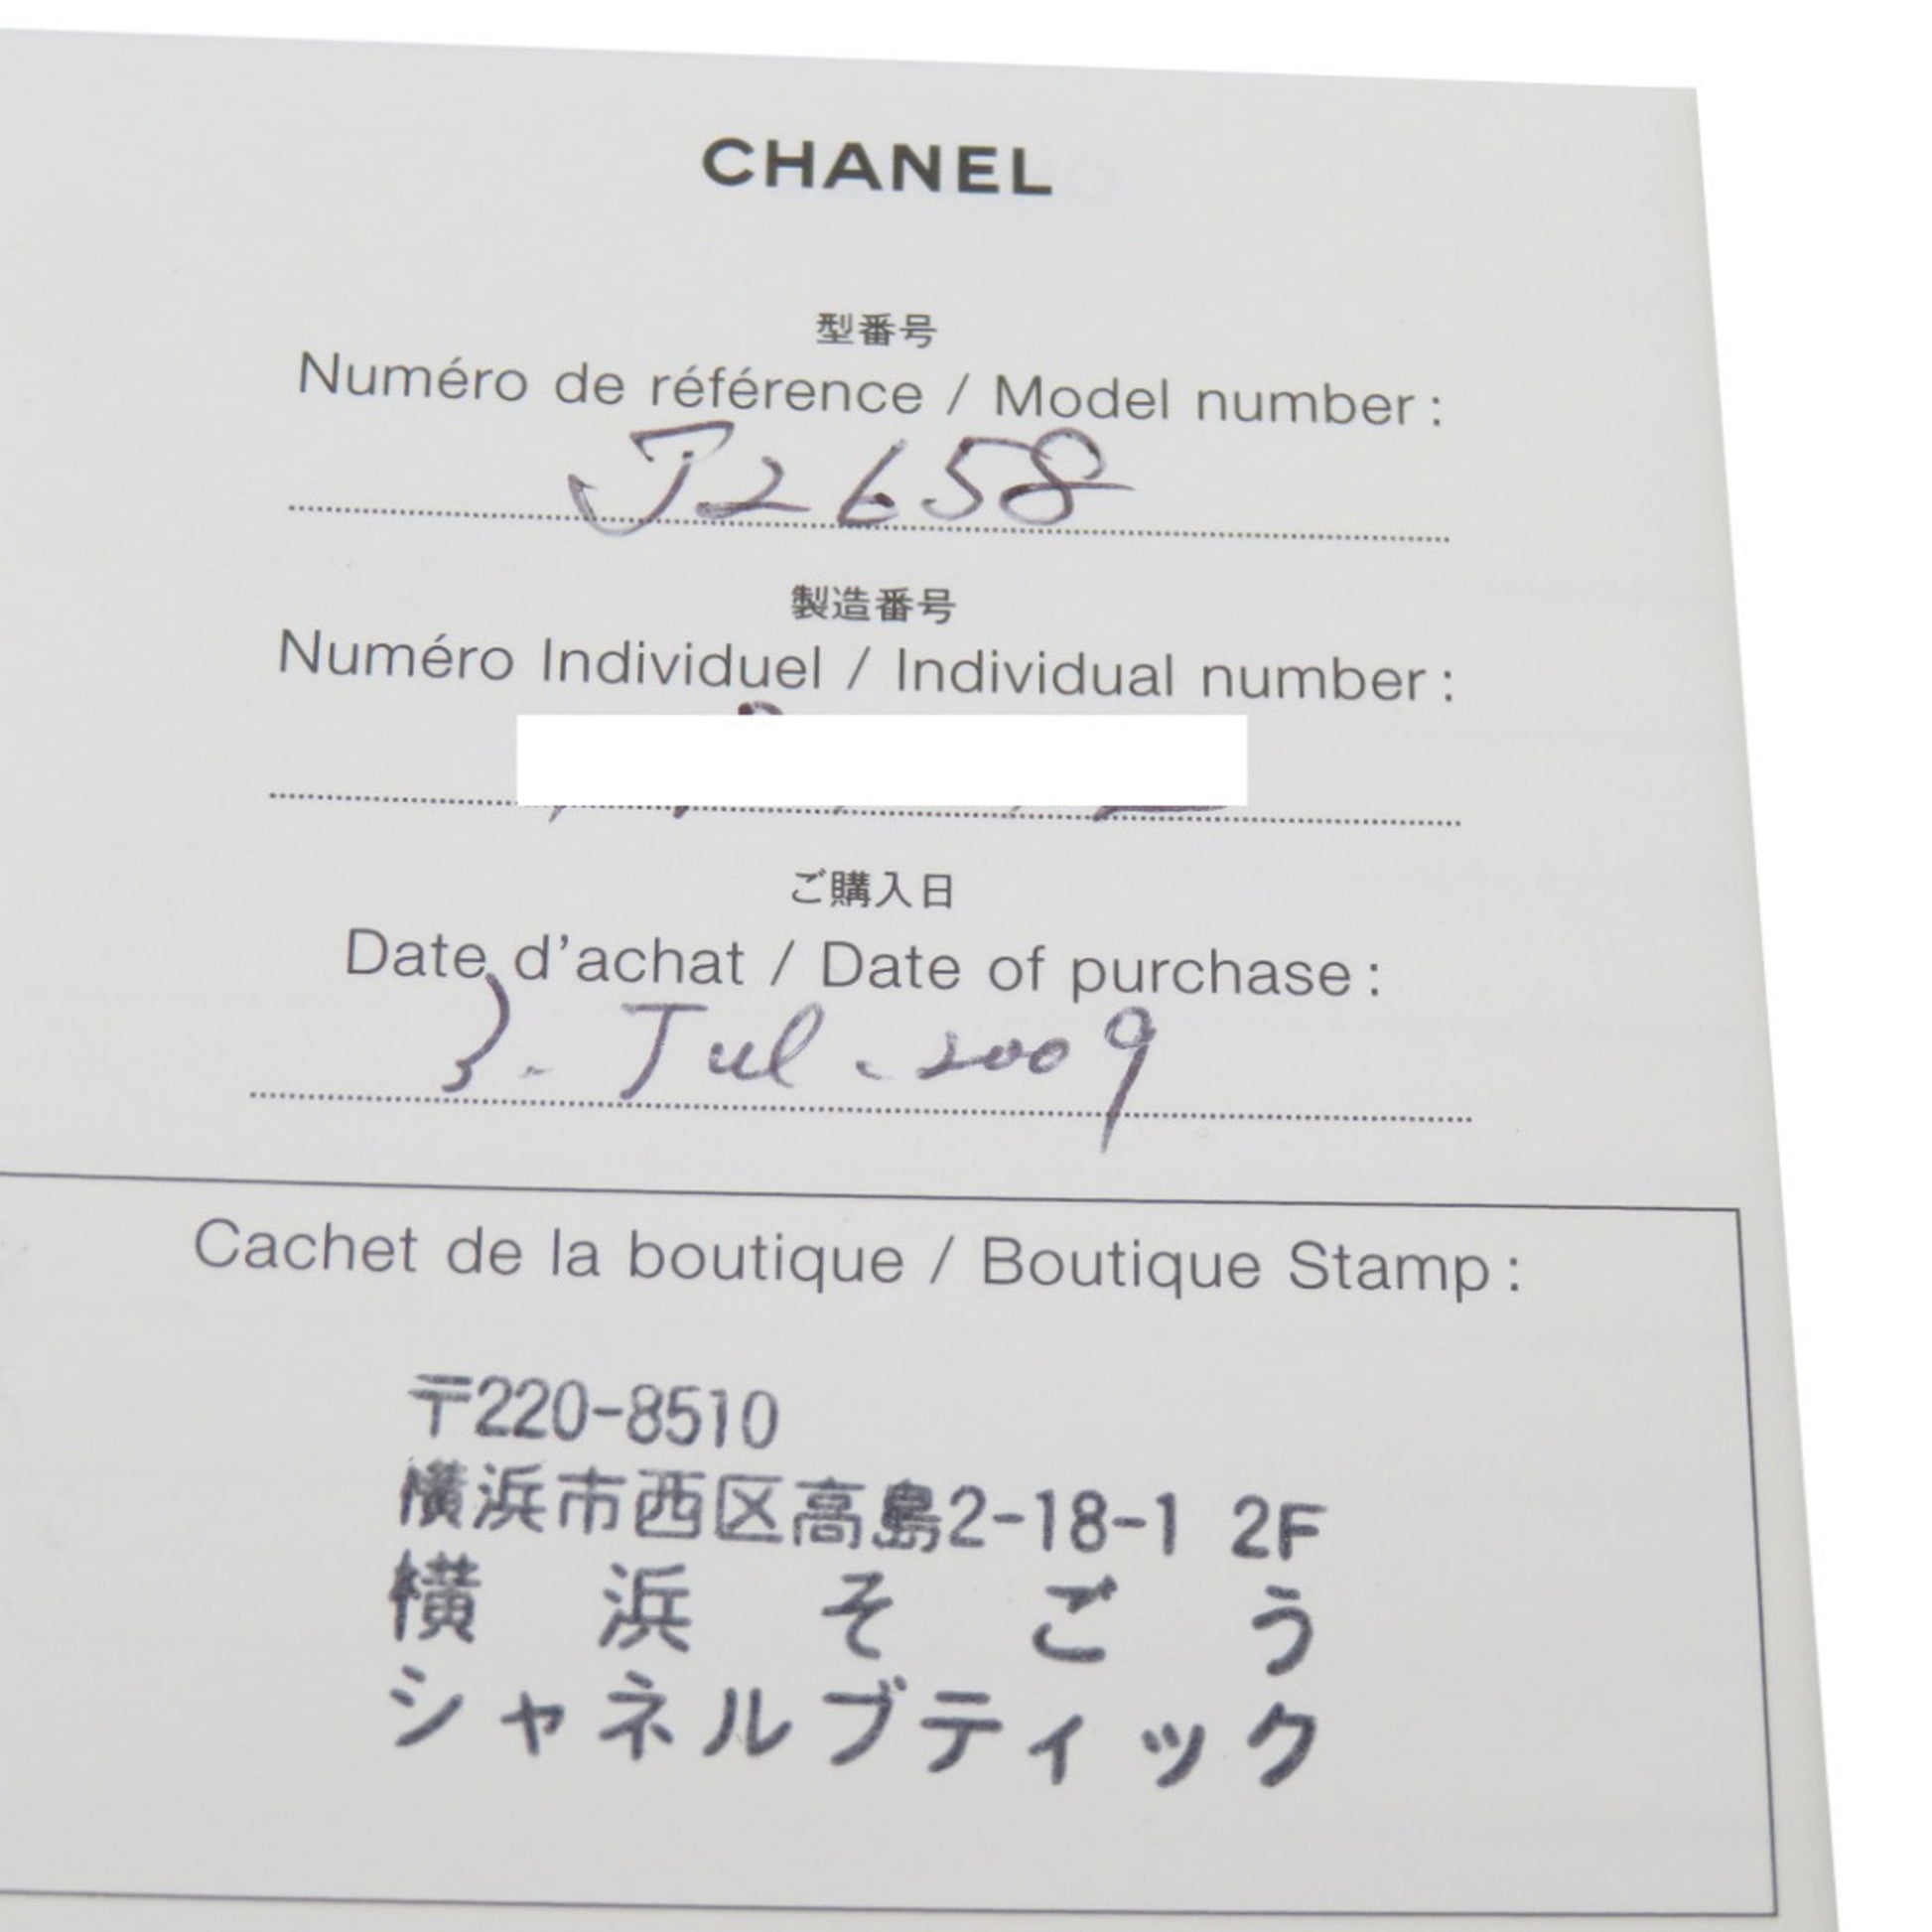 CHANEL
型番号
Numéro de référence / Model number :
J2658
製造番号
Numéro Individuel / Individual number :
ご購入日
Date d'achat / Date of purchase :
3. Jul. 2009
Cachet de la boutique / Boutique Stamp :
〒220-8510
横浜市西区高島2-18-1 2F
横浜そごう
シャネルブティック